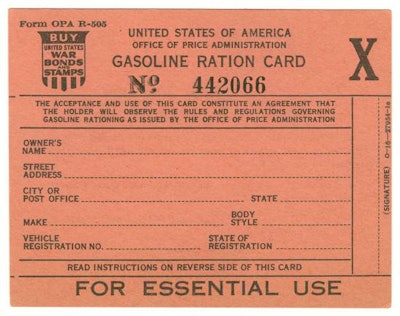 Form OPA R-505
BUY
UNITED STATES
WAR
BONDS
AND
STAMPS
UNITED STATES OF AMERICA
OFFICE OF PRICE ADMINISTRATION
GASOLINE RATION CARD
No 442066
X
THE ACCEPTANCE AND USE OF THIS CARD CONSTITUTE AN AGREEMENT THAT
THE HOLDER WILL OBSERVE THE RULES AND REGULATIONS GOVERNING
GASOLINE RATIONING AS ISSUED BY THE OFFICE OF PRICE ADMINISTRATION
OWNER'S
NAME
STREET
ADDRESS
CITY OR
POST OFFICE STATE
MAKE BODY
STYLE
VEHICLE
REGISTRATION NO. STATE OF
REGISTRATION
READ INSTRUCTIONS ON REVERSE SIDE OF THIS CARD
FOR ESSENTIAL USE
(SIGNATURE)